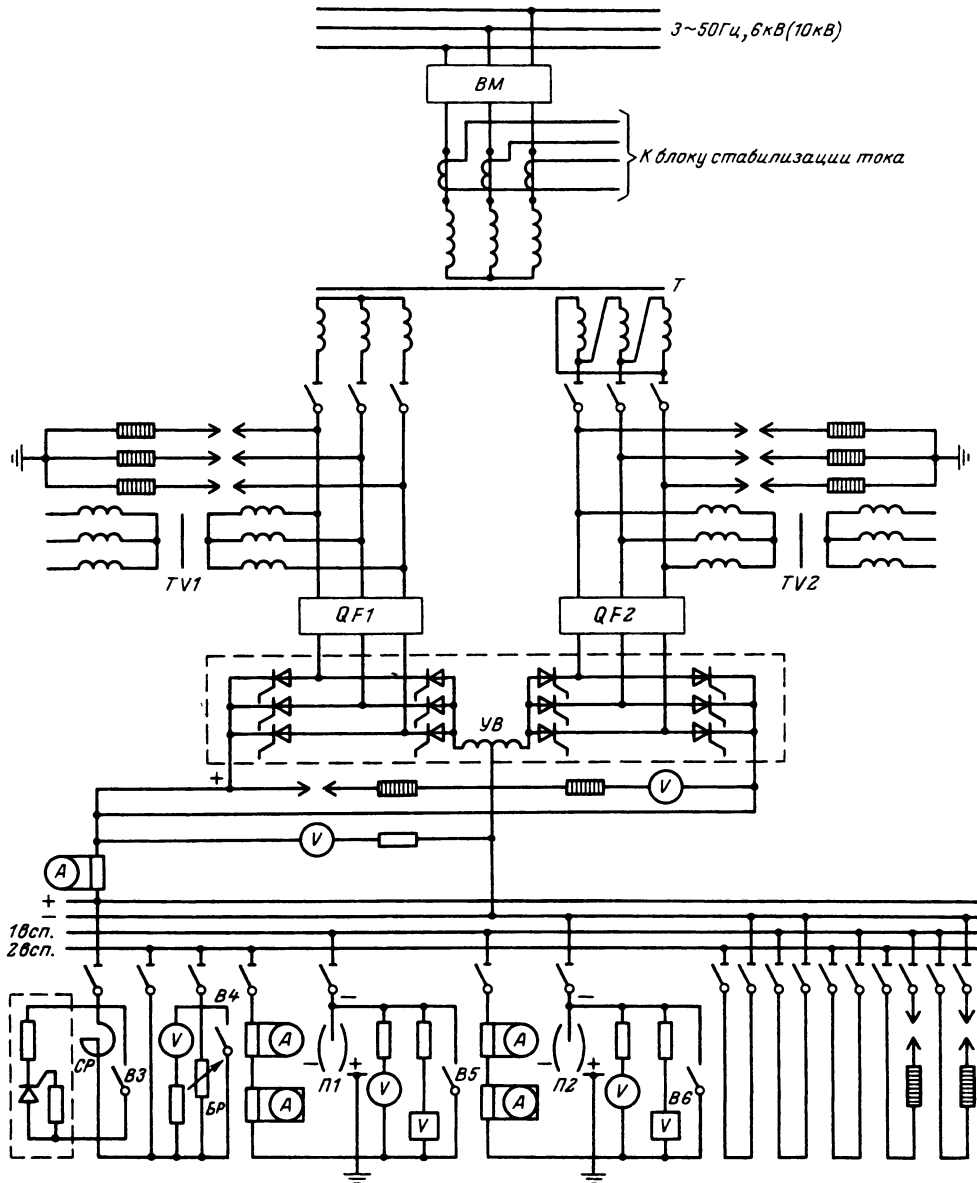 3~50Гц, 6кВ(10кВ)
ВМ
К блоку стабилизации тока
Т
TV1
TV2
QF1
QF2
УВ
+
V
V
А
+
−
1всп.
2всп.
В4
−
−
СР
В3
V
БР
А
А
−
П1
+
V
V
В5
А
А
−
П2
+
V
V
В6